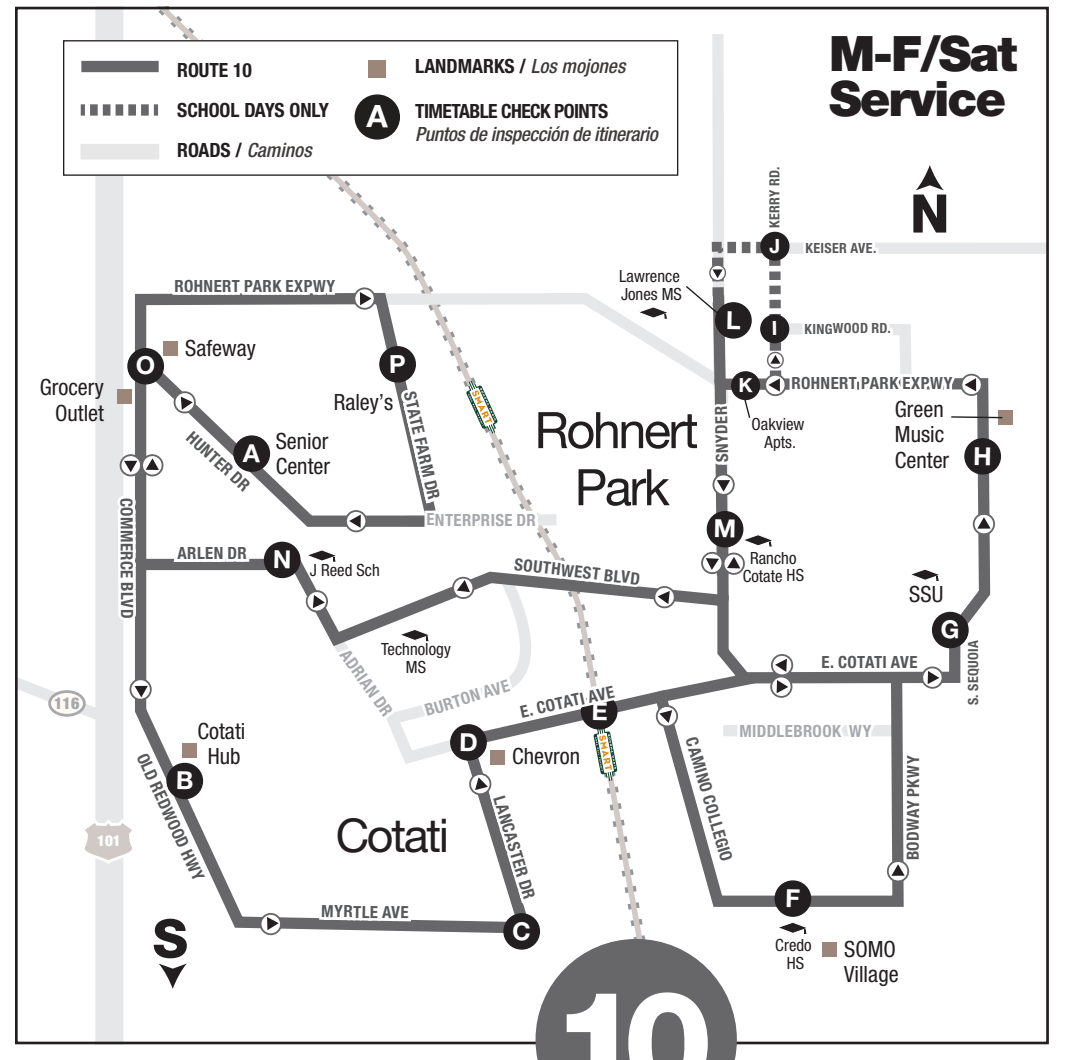 M-F/Sat
Service
ROUTE 10
SCHOOL DAYS ONLY
ROADS / Caminos
LANDMARKS / Los mojones
A
TIMETABLE CHECK POINTS
Puntos de inspección de itinerario
N
KERRY RD.
J
KEISER AVE.
Lawrence
Jones MS
L
I
KINGWOOD RD.
ROHNERT PARK EXPWY
O
Safeway
P
Raley's
STATE FARM DR
SMART
Grocery
Outlet
K
ROHNERT PARK EXPWY
Oakview
Apts.
Green
Music
Center
H
Rohnert
Park
SNYDER
HUNTER DR
A
Senior
Center
ENTERPRISE DR
COMMERCE BLVD
ARLEN DR
N
J Reed Sch
M
Rancho
Cotate HS
SOUTHWEST BLVD
SSU
G
S. SEQUOIA
Technology
MS
ADRIAN DR
BURTON AVE
E. COTATI AVE
E. COTATI AVE
E
SMART
116
Cotati
Hub
B
OLD REDWOOD HWY
D
Chevron
MIDDLEBROOK WY
CAMINO COLLEGIO
BODWAY PKWY
101
Cotati
LANCASTER DR
MYRTLE AVE
C
F
Credo
HS
SOMO
Village
S
10